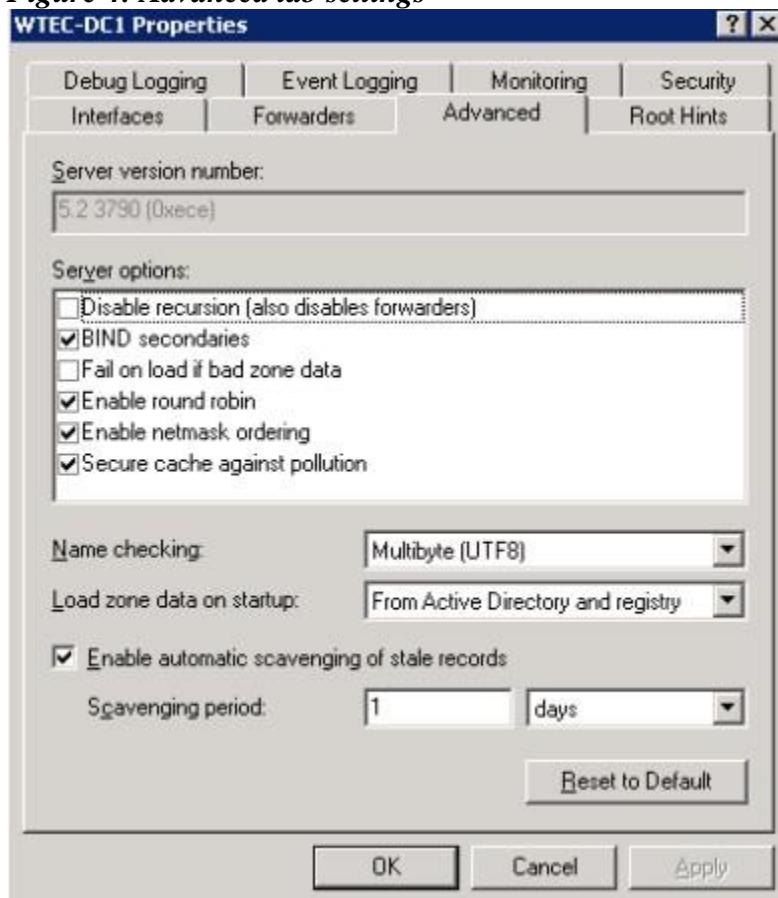 Figure 4: Advanced tab settings
WTEC-DC1 Properties
Debug Logging Event Logging Monitoring Security
Interfaces Forwarders Advanced Root Hints
Server version number:
5.2 3790 (0xece)
Server options:
Disable recursion (also disables forwarders)
BIND secondaries
Fail on load if bad zone data
Enable round robin
Enable netmask ordering
Secure cache against pollution
Name checking: Multibyte (UTF8)
Load zone data on startup: From Active Directory and registry
Enable automatic scavenging of stale records
Scavenging period: 1 days
Reset to Default
OK Cancel Apply